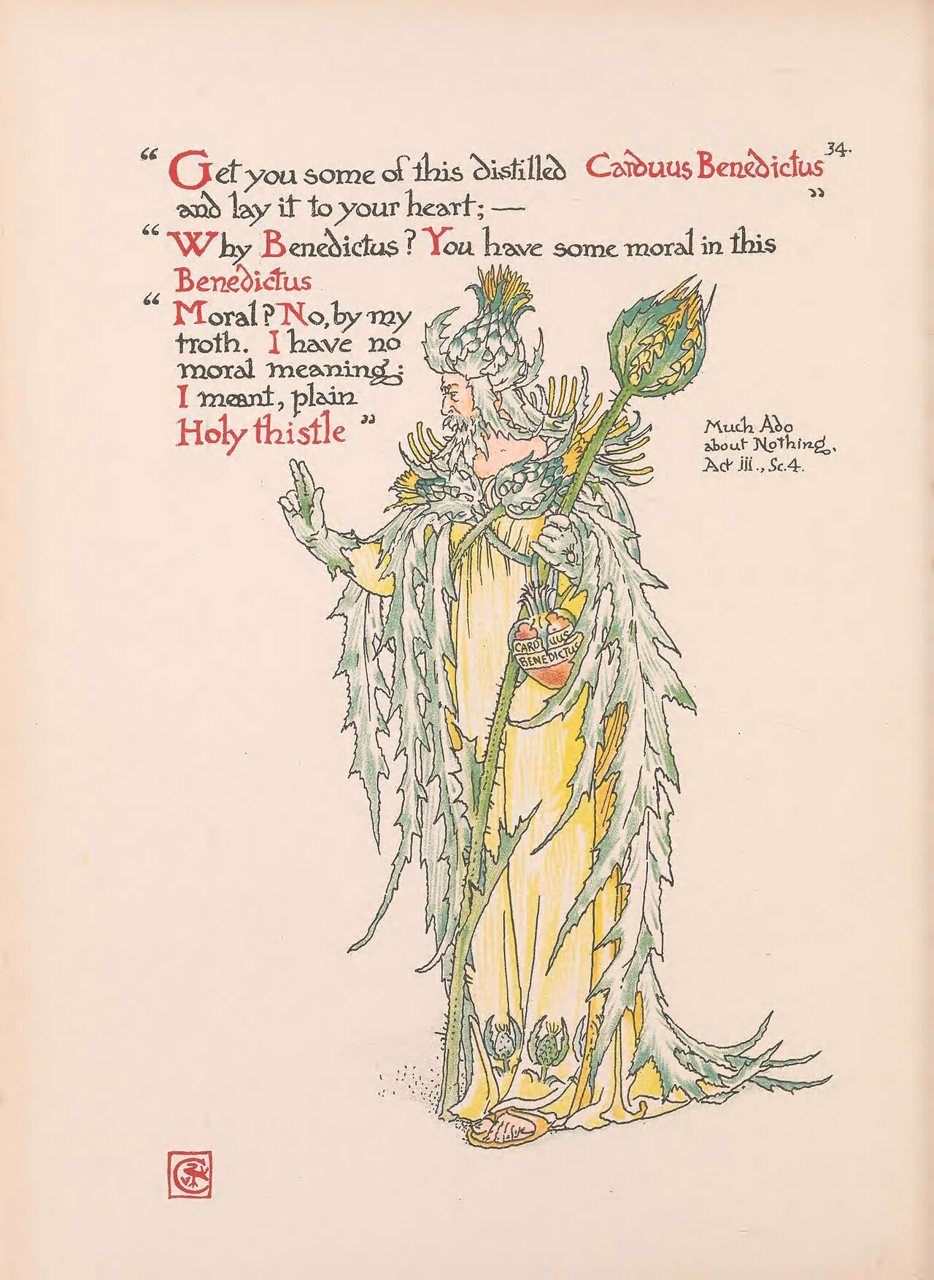 34.
“Get you some of this distilled Carduus Benedictus
and lay it to your heart; — ”
“Why Benedictus? You have some moral in this
Benedictus
“Moral? No, by my
troth. I have no
moral meaning:
I meant, plain
Holy thistle”
Much Ado
about Nothing,
Act iii., Sc. 4.
CARDUUS
BENEDICTUS